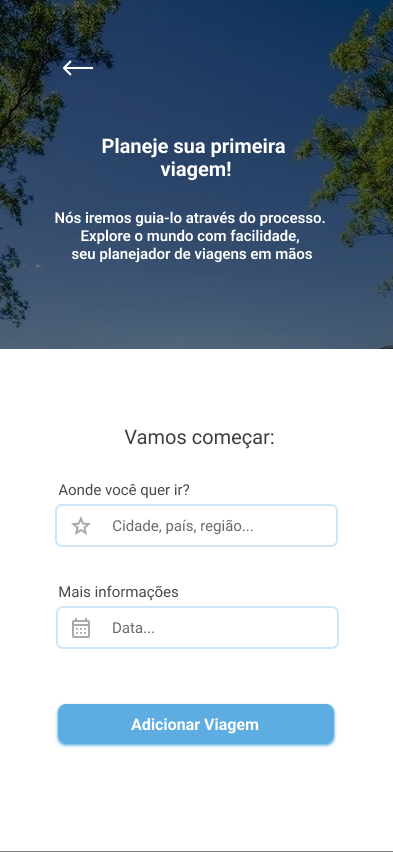 Planeje sua primeira
viagem!
Nós iremos guia-lo através do processo.
Explore o mundo com facilidade,
seu planejador de viagens em mãos
Vamos começar:
Aonde você quer ir?
Cidade, país, região...
Mais informações
Data...
Adicionar Viagem